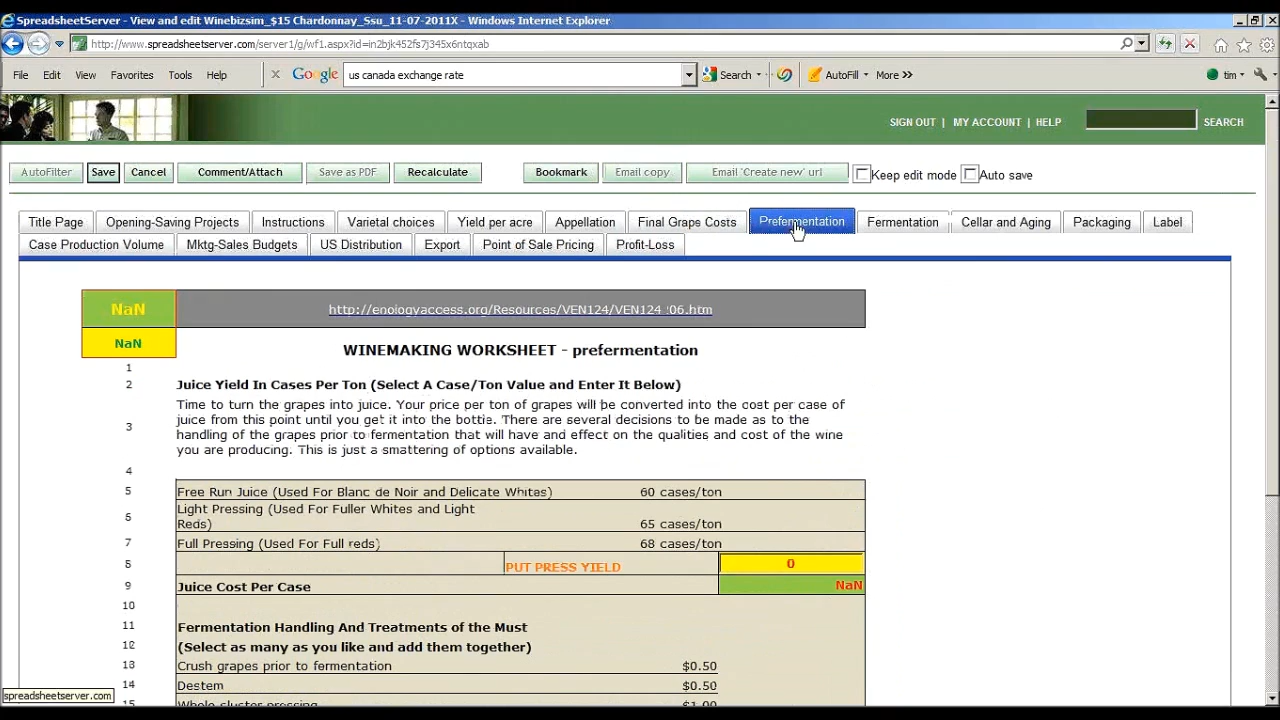 SpreadsheetServer - View and edit Winebizsim_$15 Chardonnay_Ssu_11-07-2011X - Windows Internet Explorer
http://www.spreadsheetserver.com/server1/g/wf1.aspx?id=in2bjk452fs7j345x6ntqxab
File Edit View Favorites Tools Help
Google us canada exchange rate Search AutoFill More >> tim
SIGN OUT | MY ACCOUNT | HELP SEARCH
AutoFilter Save Cancel Comment/Attach Save as PDF Recalculate Bookmark Email copy Email 'Create new' url Keep edit mode Auto save
Title Page Opening-Saving Projects Instructions Varietal choices Yield per acre Appellation Final Grape Costs Prefermentation Fermentation Cellar and Aging Packaging Label
Case Production Volume Mktg-Sales Budgets US Distribution Export Point of Sale Pricing Profit-Loss
NaN http://enologyaccess.org/Resources/VEN124/VEN124_06.htm
NaN
WINEMAKING WORKSHEET - prefermentation
1
2 Juice Yield In Cases Per Ton (Select A Case/Ton Value and Enter It Below)
Time to turn the grapes into juice. Your price per ton of grapes will be converted into the cost per case of
juice from this point until you get it into the bottle. There are several decisions to be made as to the
3 handling of the grapes prior to fermentation that will have and effect on the qualities and cost of the wine
you are producing. This is just a smattering of options available.
4
5 Free Run Juice (Used For Blanc de Noir and Delicate Whites) 60 cases/ton
Light Pressing (Used For Fuller Whites and Light
6 Reds) 65 cases/ton
7 Full Pressing (Used For Full reds) 68 cases/ton
8 PUT PRESS YIELD 0
9 Juice Cost Per Case NaN
10
11 Fermentation Handling And Treatments of the Must
12 (Select as many as you like and add them together)
13 Crush grapes prior to fermentation $0.50
14 Destem $0.50
15 Whole cluster pressing $1.00
spreadsheetserver.com